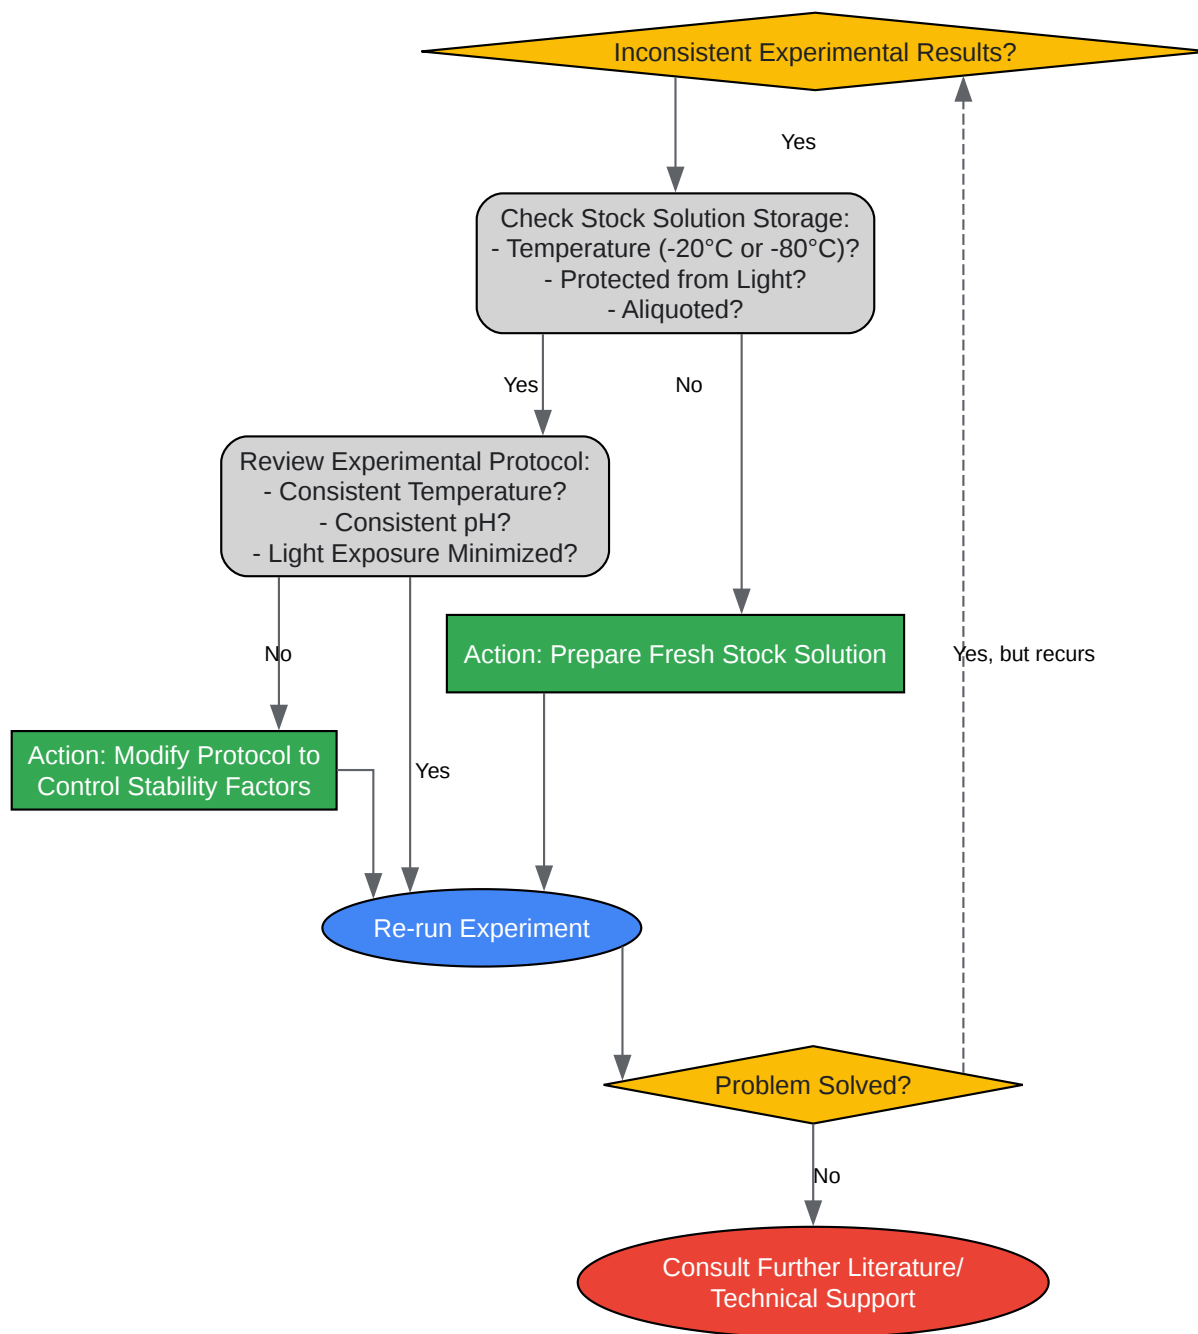 Inconsistent Experimental Results?
Yes
Check Stock Solution Storage:
- Temperature (-20°C or -80°C)?
- Protected from Light?
- Aliquoted?
Yes
No
Review Experimental Protocol:
- Consistent Temperature?
- Consistent pH?
- Light Exposure Minimized?
No
Action: Prepare Fresh Stock Solution
Yes, but recurs
Action: Modify Protocol to
Control Stability Factors
Yes
Re-run Experiment
Problem Solved?
No
Consult Further Literature/
Technical Support